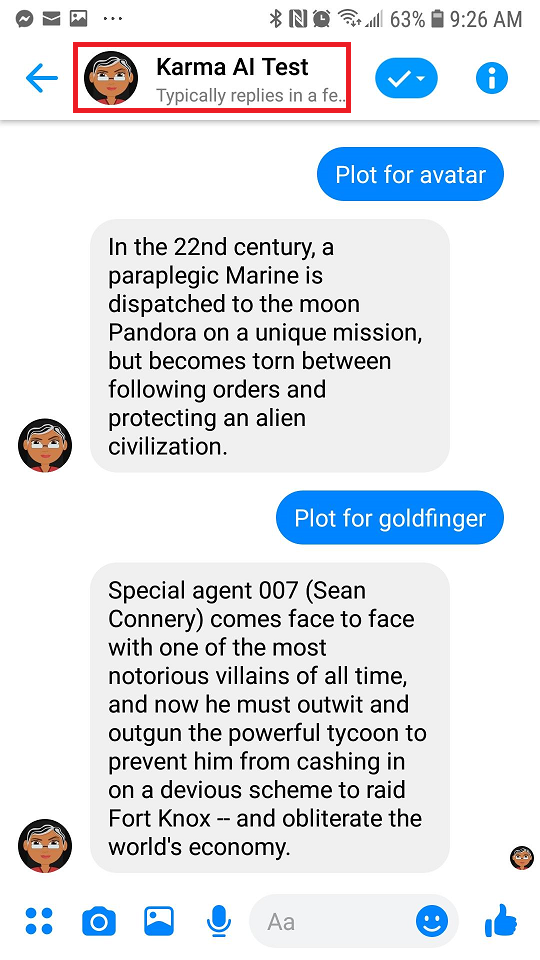 63% 9:26 AM
Karma AI Test
Typically replies in a fe..
Plot for avatar
In the 22nd century, a
paraplegic Marine is
dispatched to the moon
Pandora on a unique mission,
but becomes torn between
following orders and
protecting an alien
civilization.
Plot for goldfinger
Special agent 007 (Sean
Connery) comes face to face
with one of the most
notorious villains of all time,
and now he must outwit and
outgun the powerful tycoon to
prevent him from cashing in
on a devious scheme to raid
Fort Knox -- and obliterate the
world's economy.
Aa